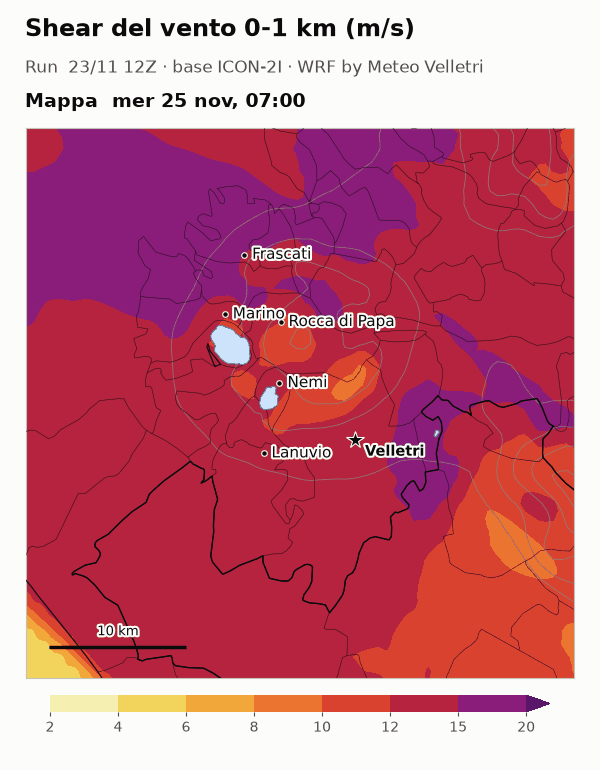 Shear del vento 0-1 km (m/s)
Run  23/11 12Z · base ICON-2I · WRF by Meteo Velletri
Mappa  mer 25 nov, 07:00
Frascati
Marino
Rocca di Papa
Nemi
Velletri
Lanuvio
10 km
2 4 6 8 10 12 15 20